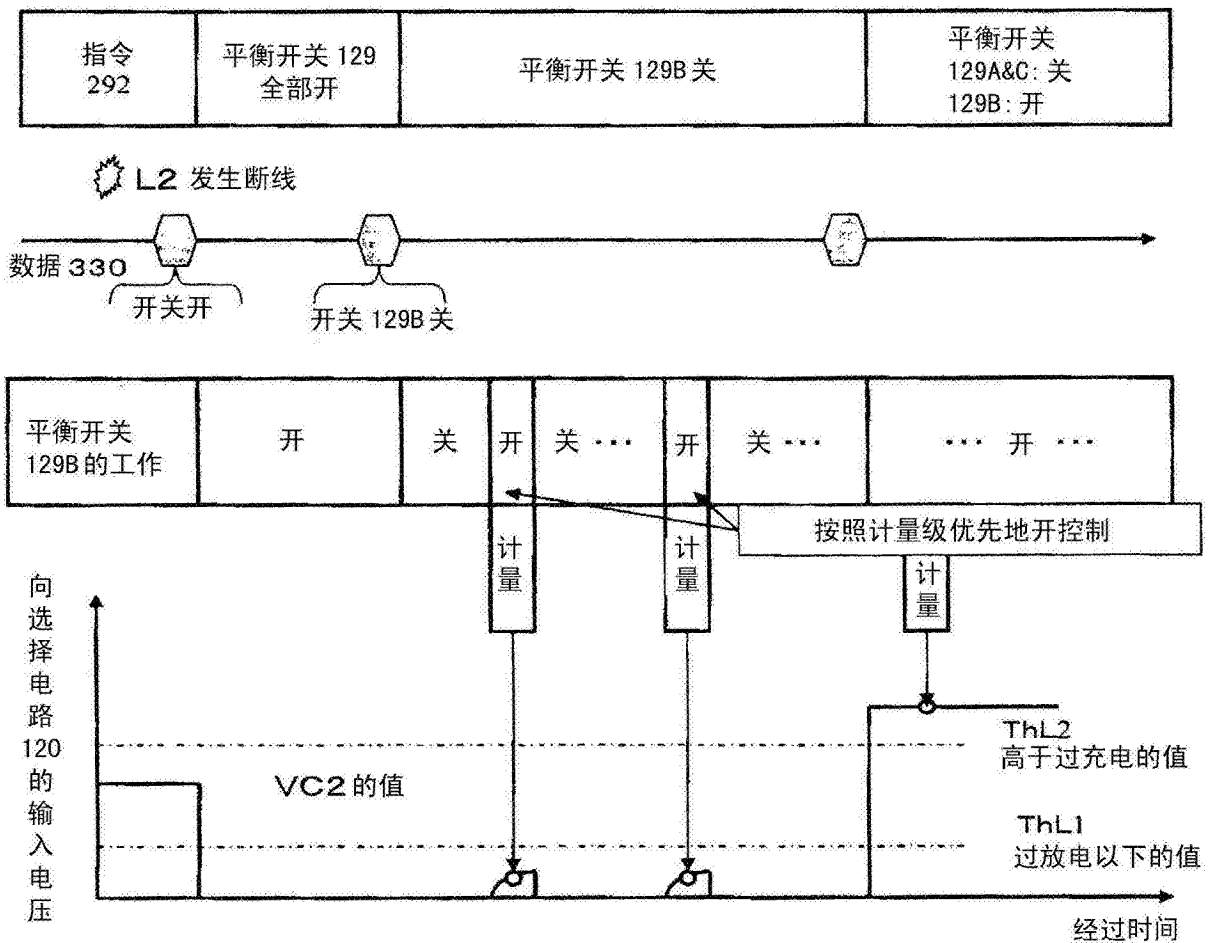 指令
292
平衡开关 129
全部开
平衡开关 129B 关
平衡开关
129A&C: 关
129B: 开
L2 发生断线
数据 330
开关开
开关 129B 关
平衡开关
129B 的工作
开
关
开
关 ···
开
关 ···
··· 开 ···
按照计量级优先地开控制
计量
计量
计量
向选择电路120的输入电压
VC2 的值
ThL2
高于过充电的值
ThL1
过放电以下的值
经过时间